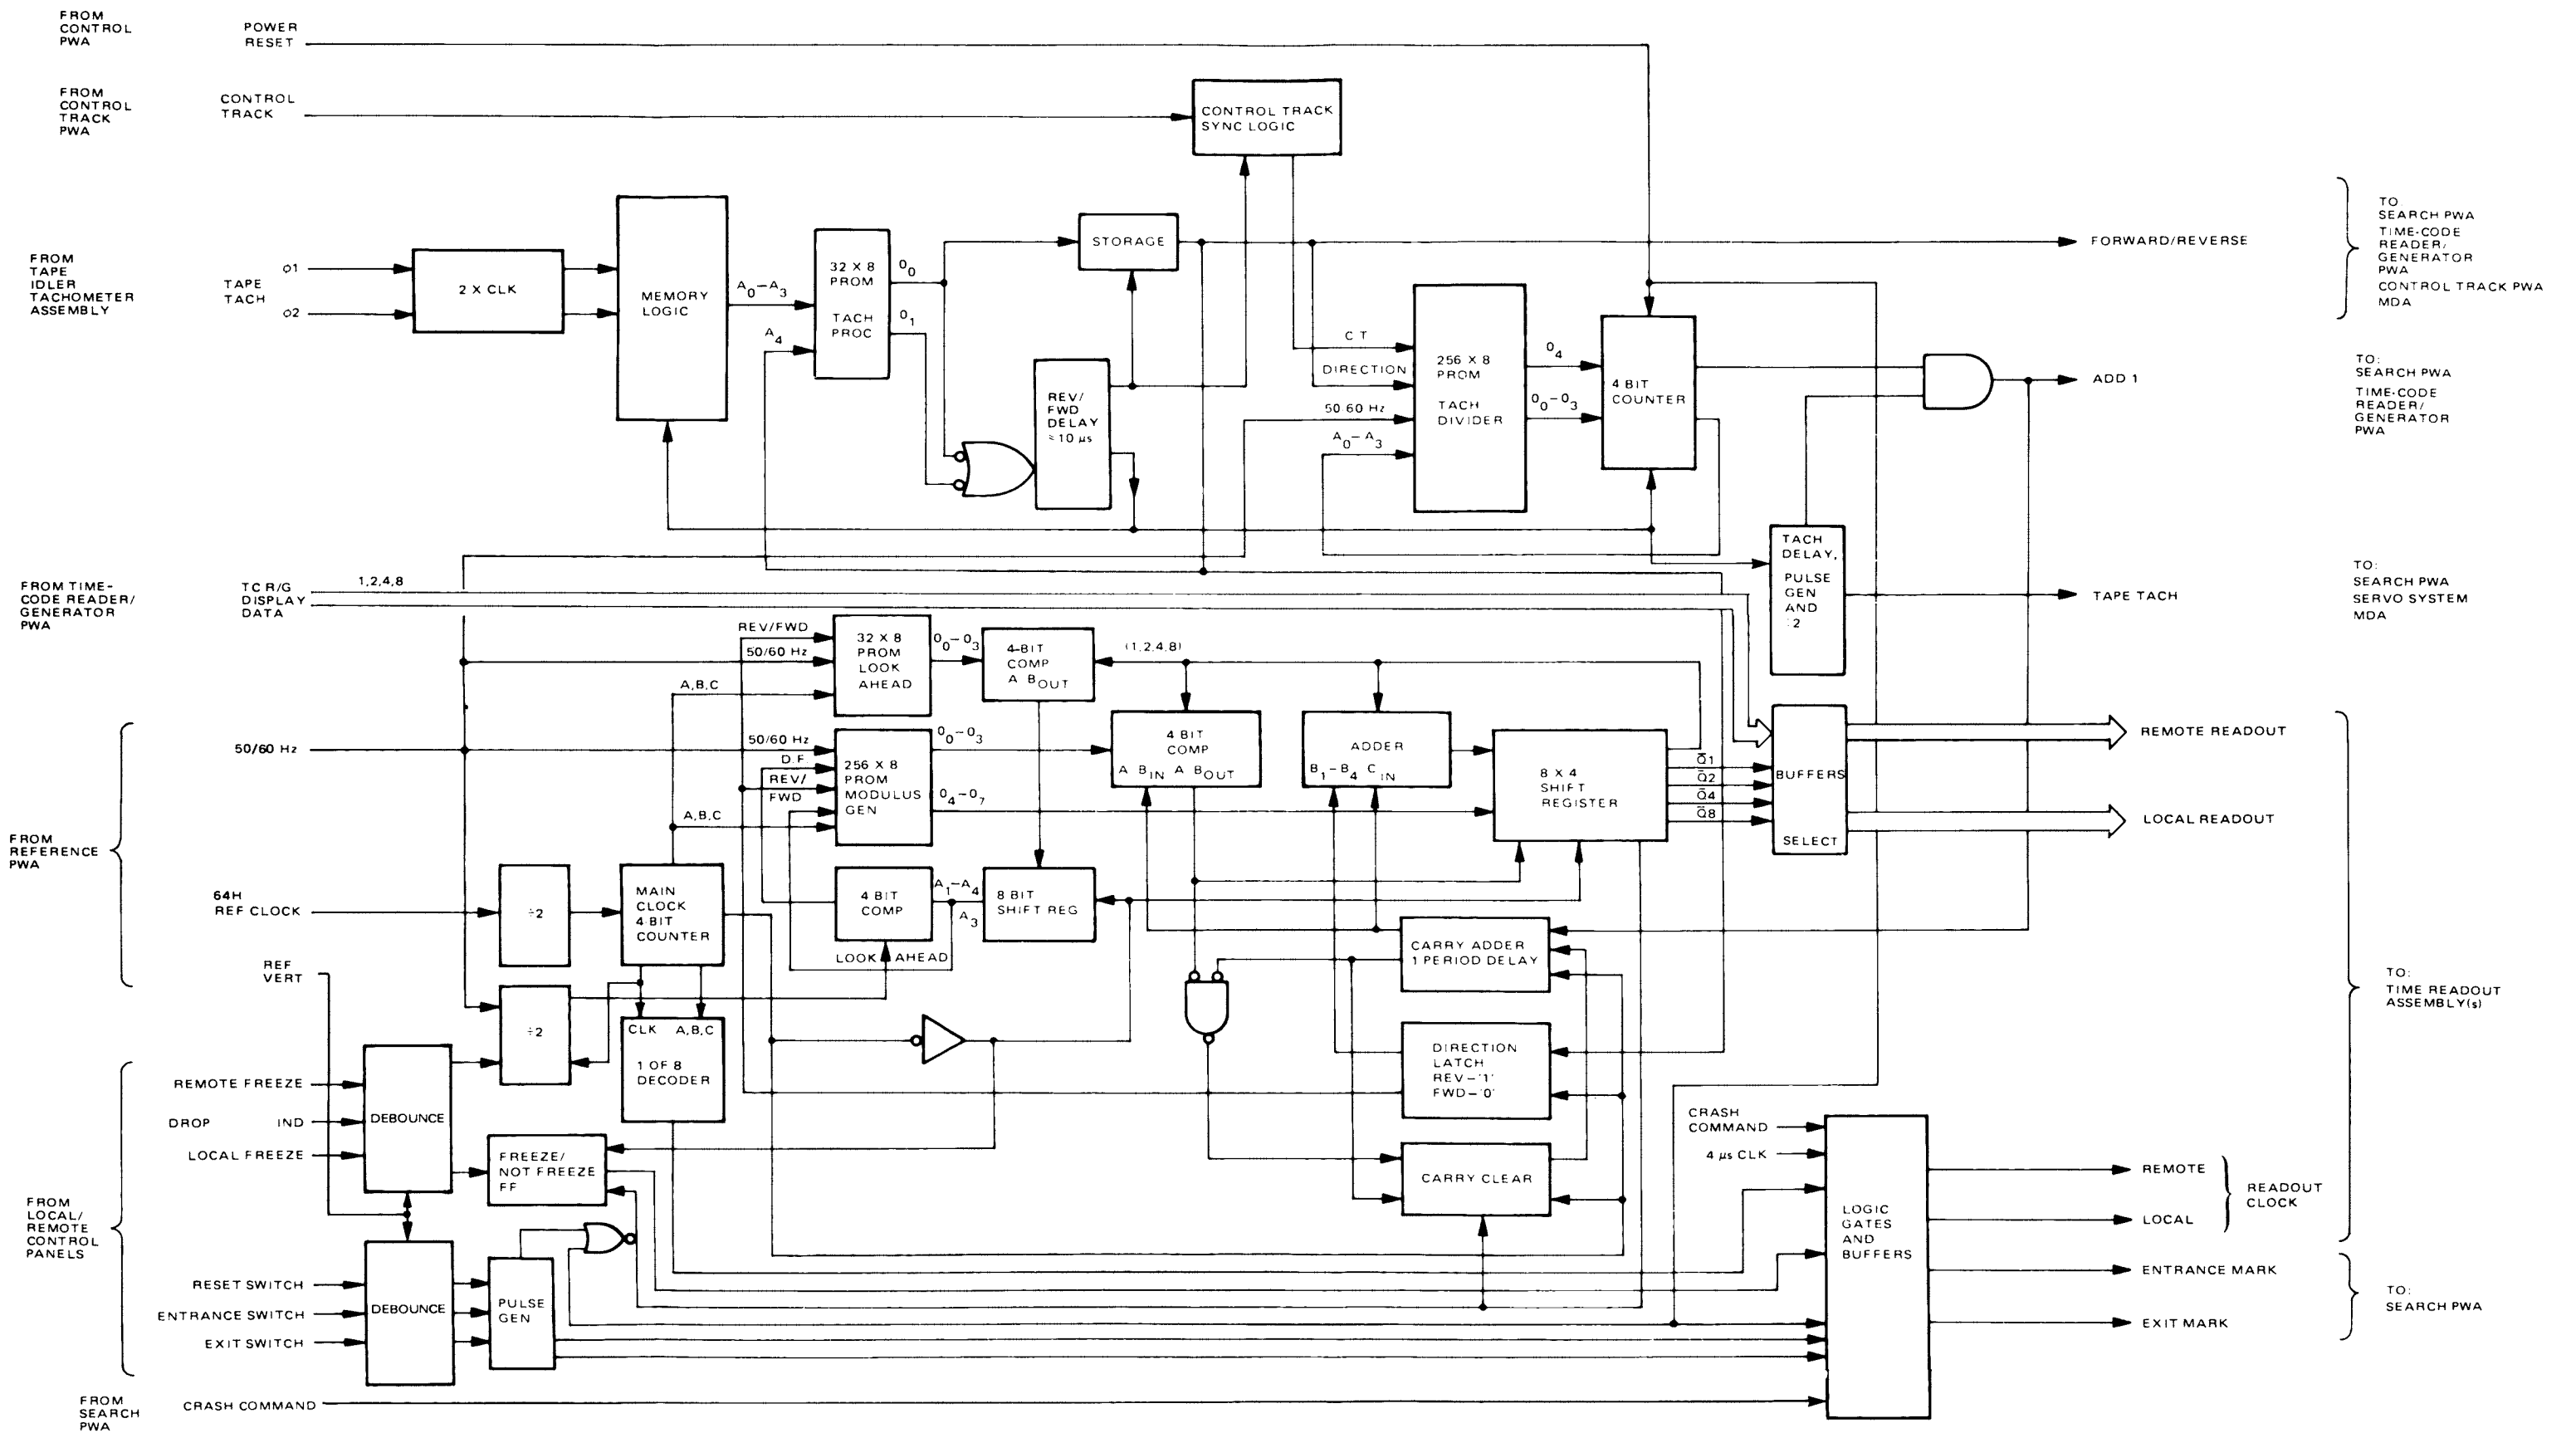 FROM
CONTROL
PWA
POWER
RESET
FROM
CONTROL
TRACK
PWA
CONTROL
TRACK
CONTROL TRACK
SYNC LOGIC
FROM
TAPE
IDLER
TACHOMETER
ASSEMBLY
TAPE
TACH
∅1
∅2
2 X CLK
MEMORY
LOGIC
A0–A3
A4
32 X 8
PROM
TACH
PROC
O0
O1
STORAGE
REV/
FWD
DELAY
≈10 µs
C T
DIRECTION
50 60 Hz
A0–A3
256 X 8
PROM
TACH
DIVIDER
O4
O0–O3
4 BIT
COUNTER
FORWARD/REVERSE
TO
SEARCH PWA
TIME-CODE
READER/
GENERATOR
PWA
CONTROL TRACK PWA
MDA
ADD 1
TO:
SEARCH PWA
TIME-CODE
READER/
GENERATOR
PWA
TACH
DELAY,
PULSE
GEN
AND
÷2
TAPE TACH
TO:
SEARCH PWA
SERVO SYSTEM
MDA
FROM TIME-
CODE READER/
GENERATOR
PWA
TC R/G
DISPLAY
DATA
1,2,4,8
REV/FWD
50/60 Hz
A,B,C
32 X 8
PROM
LOOK
AHEAD
O0–O3
4-BIT
COMP
A BOUT
(1,2,4,8)
FROM
REFERENCE
PWA
50/60 Hz
50/60 Hz
D.F.
REV/
FWD
A,B,C
256 X 8
PROM
MODULUS
GEN
O0–O3
O4–O7
4 BIT
COMP
A BIN A BOUT
ADDER
B1–B4 CIN
8 X 4
SHIFT
REGISTER
Q̅1
Q̅2
Q̅4
Q̅8
BUFFERS
SELECT
REMOTE READOUT
LOCAL READOUT
64H
REF CLOCK
÷2
MAIN
CLOCK
4-BIT
COUNTER
4 BIT
COMP
A1–A4
A3
8 BIT
SHIFT REG
LOOK AHEAD
CARRY ADDER
1 PERIOD DELAY
REF
VERT
÷2
CLK A,B,C
1 OF 8
DECODER
DIRECTION
LATCH
REV–'1'
FWD–'0'
TO:
TIME READOUT
ASSEMBLY(s)
FROM
LOCAL/
REMOTE
CONTROL
PANELS
REMOTE FREEZE
DROP IND
LOCAL FREEZE
DEBOUNCE
FREEZE/
NOT FREEZE
FF
CARRY CLEAR
CRASH
COMMAND
4 µs CLK
LOGIC
GATES
AND
BUFFERS
REMOTE
LOCAL
READOUT
CLOCK
RESET SWITCH
ENTRANCE SWITCH
EXIT SWITCH
DEBOUNCE
PULSE
GEN
ENTRANCE MARK
EXIT MARK
TO:
SEARCH PWA
FROM
SEARCH
PWA
CRASH COMMAND